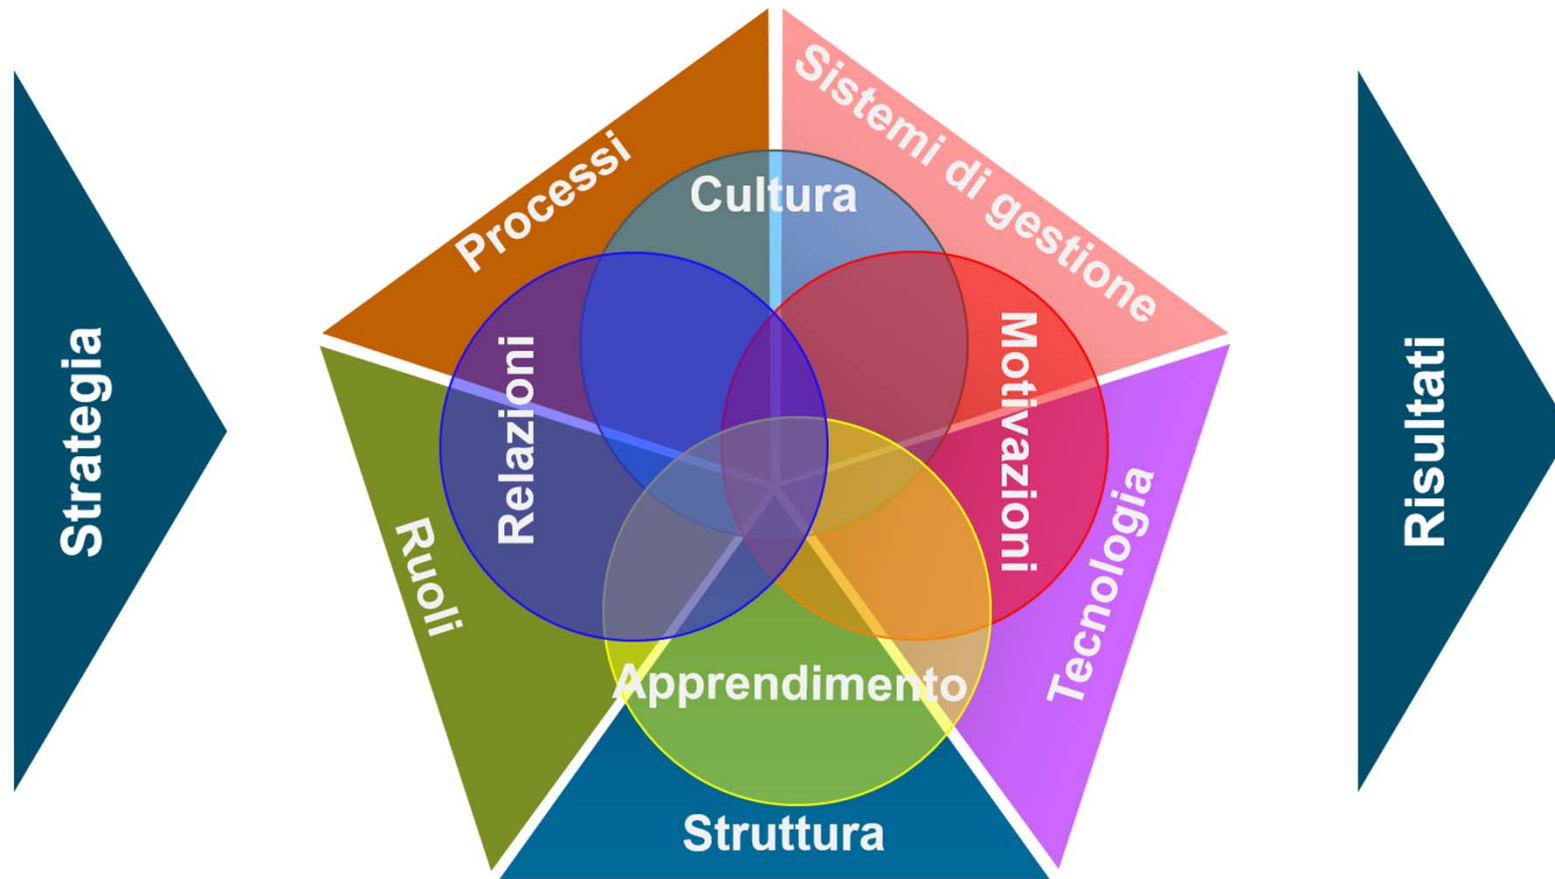 Strategia
Processi
Sistemi di gestione
Cultura
Relazioni
Motivazioni
Ruoli
Tecnologia
Apprendimento
Struttura
Risultati